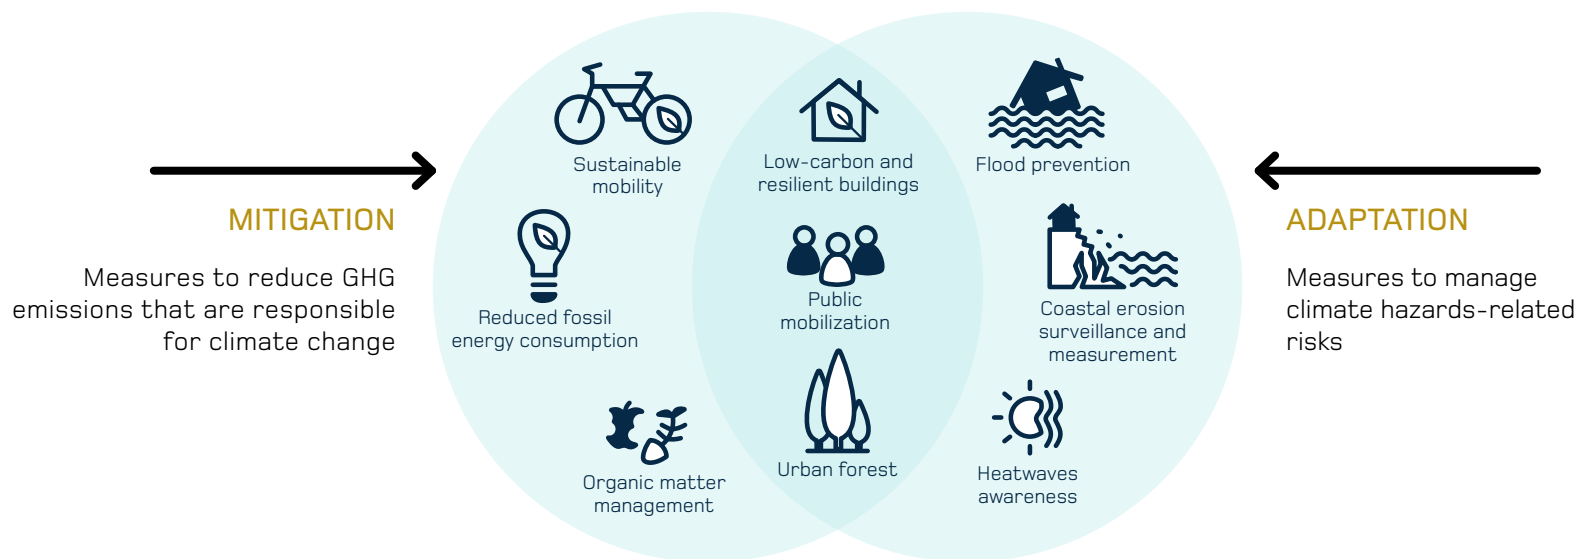 MITIGATION
Measures to reduce GHG
emissions that are responsible
for climate change
Sustainable
mobility
Reduced fossil
energy consumption
Organic matter
management
Low-carbon and
resilient buildings
Public
mobilization
Urban forest
Flood prevention
Coastal erosion
surveillance and
measurement
Heatwaves
awareness
ADAPTATION
Measures to manage
climate hazards-related
risks